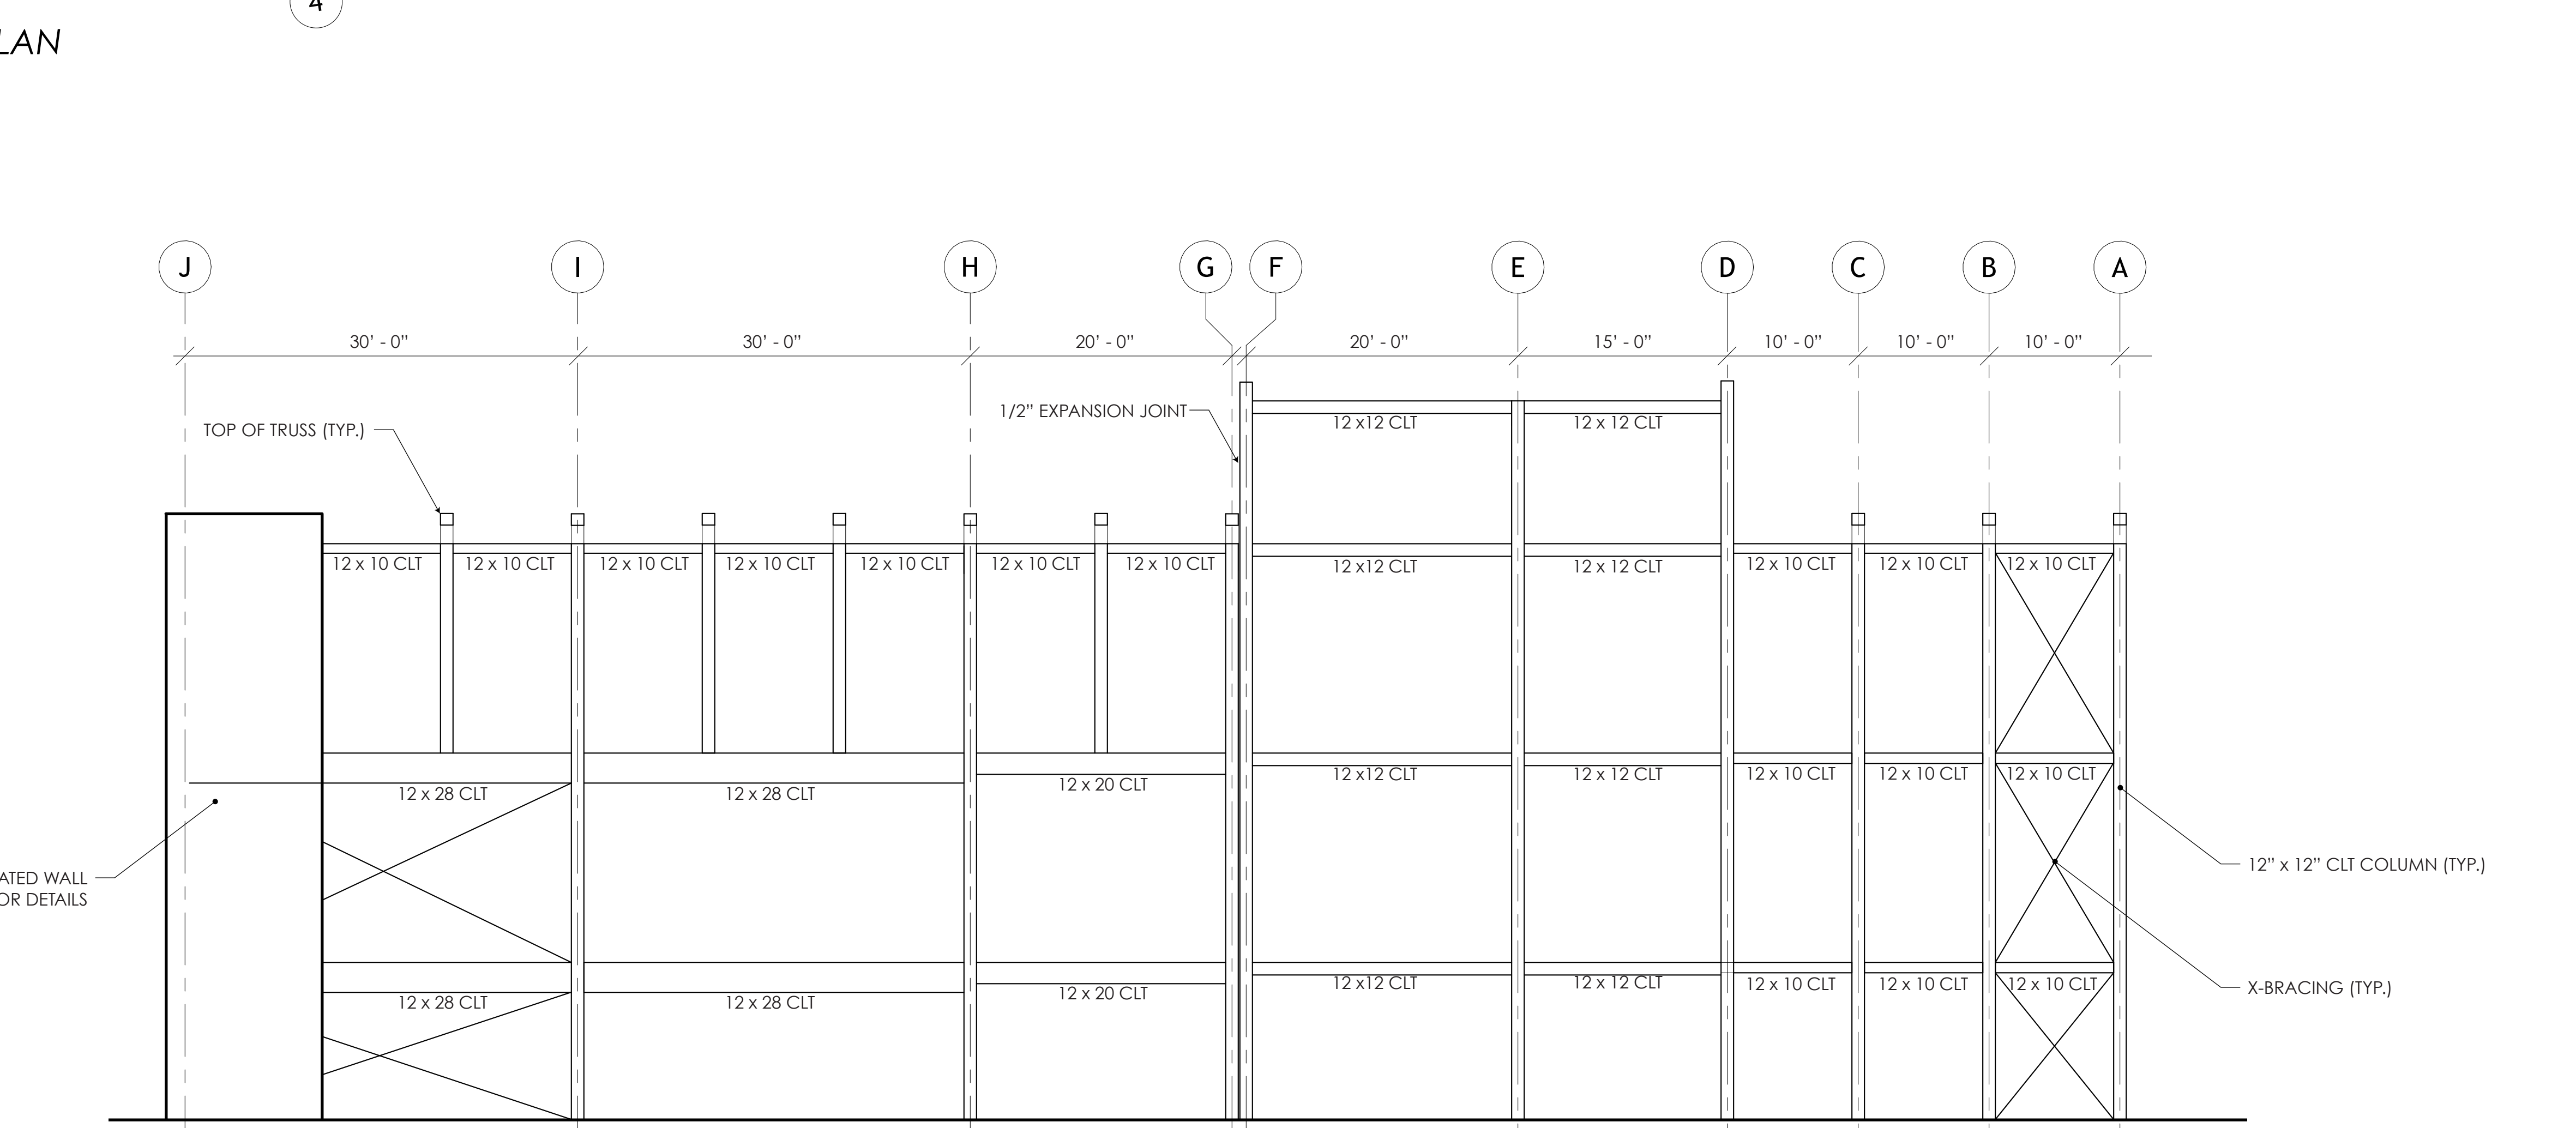 4
LAN
J I H G F E D C B A
30’ - 0” 30’ - 0” 20’ - 0” 20’ - 0” 15’ - 0” 10’ - 0” 10’ - 0” 10’ - 0”
1/2” EXPANSION JOINT
TOP OF TRUSS (TYP.)
12 x12 CLT 12 x 12 CLT
12 x 10 CLT 12 x 10 CLT 12 x 10 CLT 12 x 10 CLT 12 x 10 CLT 12 x 10 CLT 12 x 10 CLT 12 x12 CLT 12 x 12 CLT 12 x 10 CLT 12 x 10 CLT 12 x 10 CLT
12 x 28 CLT 12 x 28 CLT 12 x 20 CLT 12 x12 CLT 12 x 12 CLT 12 x 10 CLT 12 x 10 CLT 12 x 10 CLT
ATED WALL
OR DETAILS
12” x 12” CLT COLUMN (TYP.)
12 x 28 CLT 12 x 28 CLT 12 x 20 CLT 12 x12 CLT 12 x 12 CLT 12 x 10 CLT 12 x 10 CLT 12 x 10 CLT
X-BRACING (TYP.)